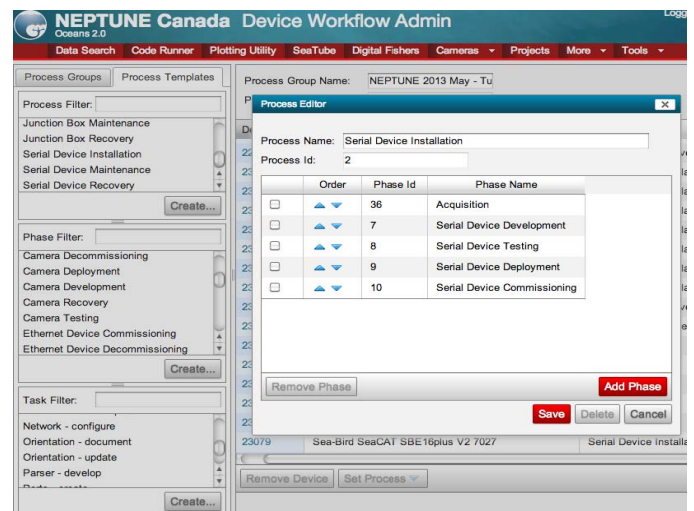 NEPTUNE Canada Device Workflow Admin
Oceans 2.0
Data Search Code Runner Plotting Utility SeaTube Digital Fishers Cameras Projects More Tools
Process Groups Process Templates
Process Filter:
Junction Box Maintenance
Junction Box Recovery
Serial Device Installation
Serial Device Maintenance
Serial Device Recovery
Create...
Phase Filter:
Camera Decommissioning
Camera Deployment
Camera Development
Camera Recovery
Camera Testing
Ethernet Device Commissioning
Ethernet Device Decommissioning
Create...
Task Filter:
Network - configure
Orientation - document
Orientation - update
Parser - develop
Create...
Process Group Name: NEPTUNE 2013 May - Tu
Process Editor
Process Name: Serial Device Installation
Process Id: 2
Order Phase Id Phase Name
36 Acquisition
7 Serial Device Development
8 Serial Device Testing
9 Serial Device Deployment
10 Serial Device Commissioning
Remove Phase Add Phase
Save Delete Cancel
23079 Sea-Bird SeaCAT SBE16plus V2 7027 Serial Device Installa
Remove Device Set Process